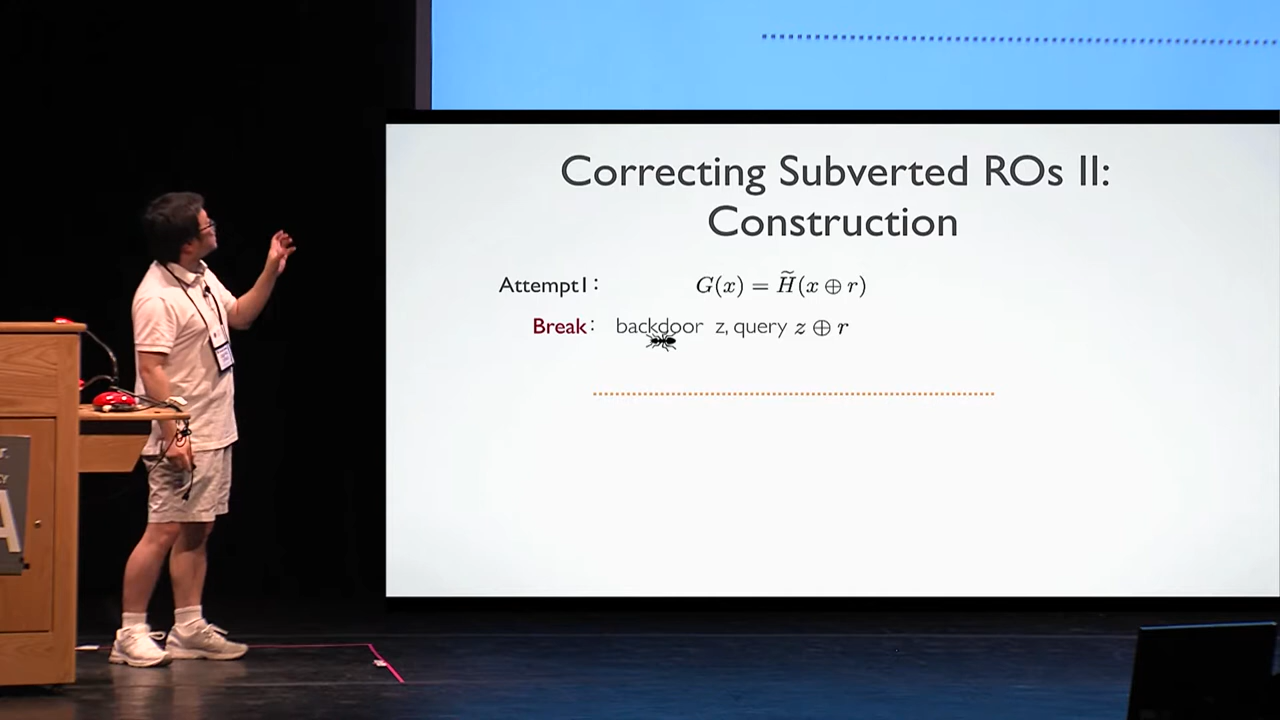 Correcting Subverted ROs II:
Construction
Attempt1: G(x) = H̃(x ⊕ r)
Break: backdoor z, query z ⊕ r
A